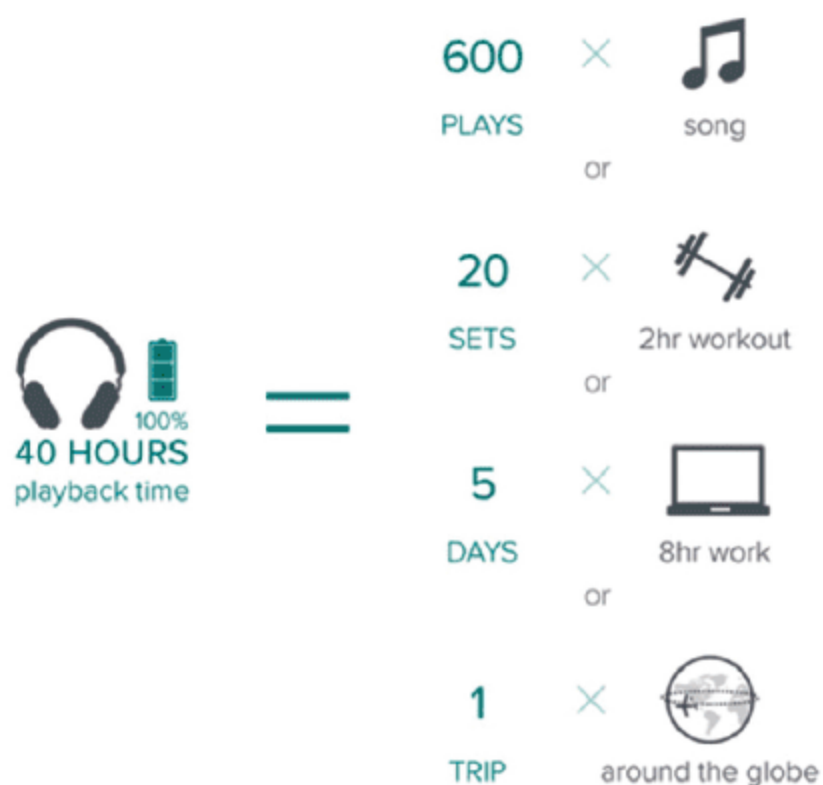 100%
40 HOURS
playback time
600 ×
PLAYS
song
or
20 ×
SETS
2hr workout
or
5 ×
DAYS
8hr work
or
1 ×
TRIP
around the globe